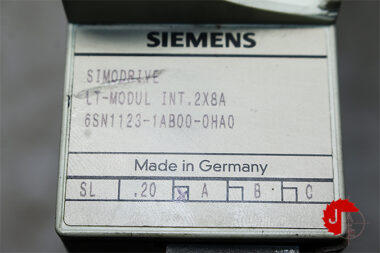 SIEMENS
SIMODRIVE
LT-MODUL INT.2X8A
6SN1123-1AB00-0HA0
Made in Germany
SL .20 A B C
J